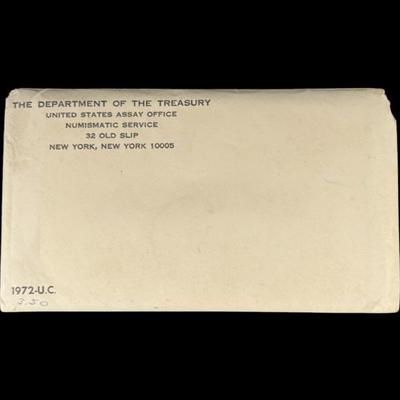 THE DEPARTMENT OF THE TREASURY
UNITED STATES ASSAY OFFICE
NUMISMATIC SERVICE
32 OLD SLIP
NEW YORK, NEW YORK 10005
1972-U.C.
3.50